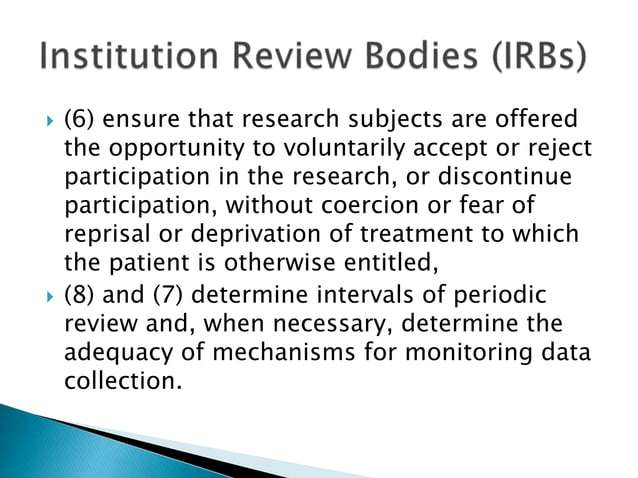 Institution Review Bodies (IRBs)
(6) ensure that research subjects are offered
the opportunity to voluntarily accept or reject
participation in the research, or discontinue
participation, without coercion or fear of
reprisal or deprivation of treatment to which
the patient is otherwise entitled,
(8) and (7) determine intervals of periodic
review and, when necessary, determine the
adequacy of mechanisms for monitoring data
collection.